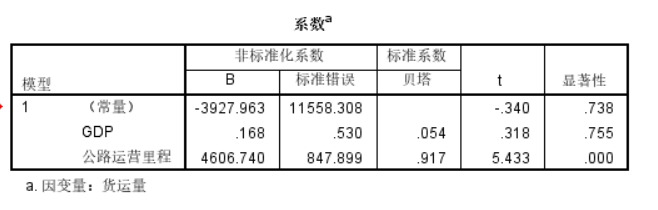 系数a
模型 非标准化系数 标准系数 t 显著性
B 标准错误 贝塔
1 （常量） -3927.963 11558.308 -.340 .738
GDP .168 .530 .054 .318 .755
公路运营里程 4606.740 847.899 .917 5.433 .000
a. 因变量：货运量